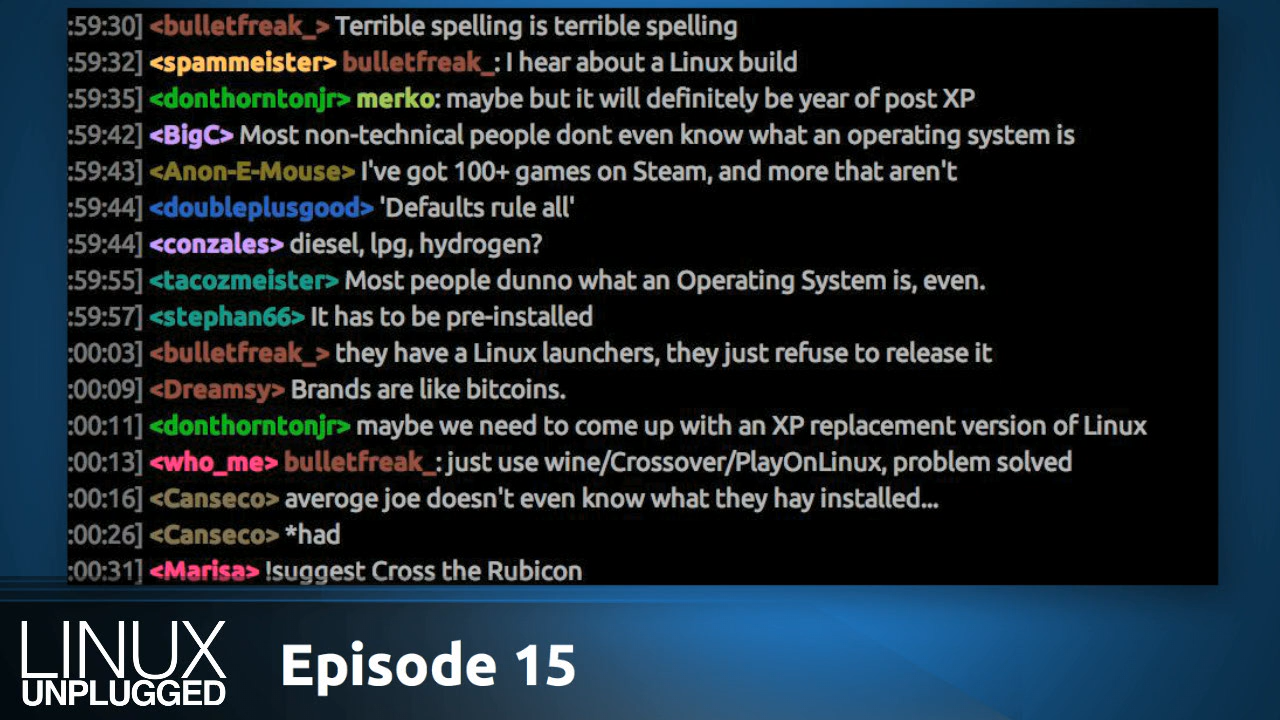 :59:30] <bulletfreak_> Terrible spelling is terrible spelling
:59:32] <spammeister> bulletfreak_: I hear about a Linux build
:59:35] <donthorntonjr> merko: maybe but it will definitely be year of post XP
:59:42] <BigC> Most non-technical people dont even know what an operating system is
:59:43] <Anon-E-Mouse> I've got 100+ games on Steam, and more that aren't
:59:44] <doubleplusgood> 'Defaults rule all'
:59:44] <conzales> diesel, lpg, hydrogen?
:59:55] <tacozmeister> Most people dunno what an Operating System is, even.
:59:57] <stephan66> It has to be pre-installed
:00:03] <bulletfreak_> they have a Linux launchers, they just refuse to release it
:00:09] <Dreamsy> Brands are like bitcoins.
:00:11] <donthorntonjr> maybe we need to come up with an XP replacement version of Linux
:00:13] <who_me> bulletfreak_: just use wine/Crossover/PlayOnLinux, problem solved
:00:16] <Canseco> averoge joe doesn't even know what they hay installed...
:00:26] <Canseco> *had
:00:31] <Marisa> !suggest Cross the Rubicon
LINUX
UNPLUGGED
Episode 15